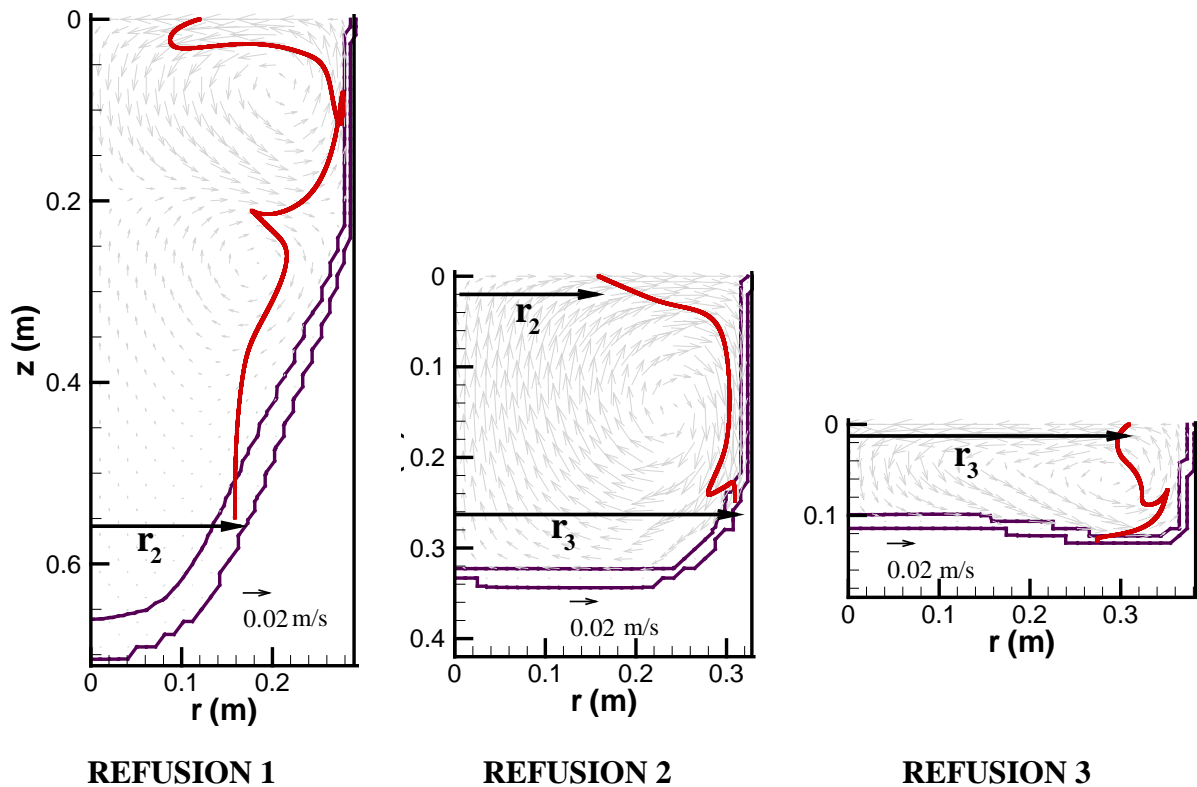 0
0.2
0.4
0.6
z (m)
r₂
0.02 m/s
0 0.1 0.2
r (m)
REFUSION 1
0
0.1
0.2
0.3
0.4
r₂
r₃
0.02 m/s
0 0.1 0.2 0.3
r (m)
REFUSION 2
0
0.1
r₃
0.02 m/s
0 0.1 0.2 0.3
r (m)
REFUSION 3